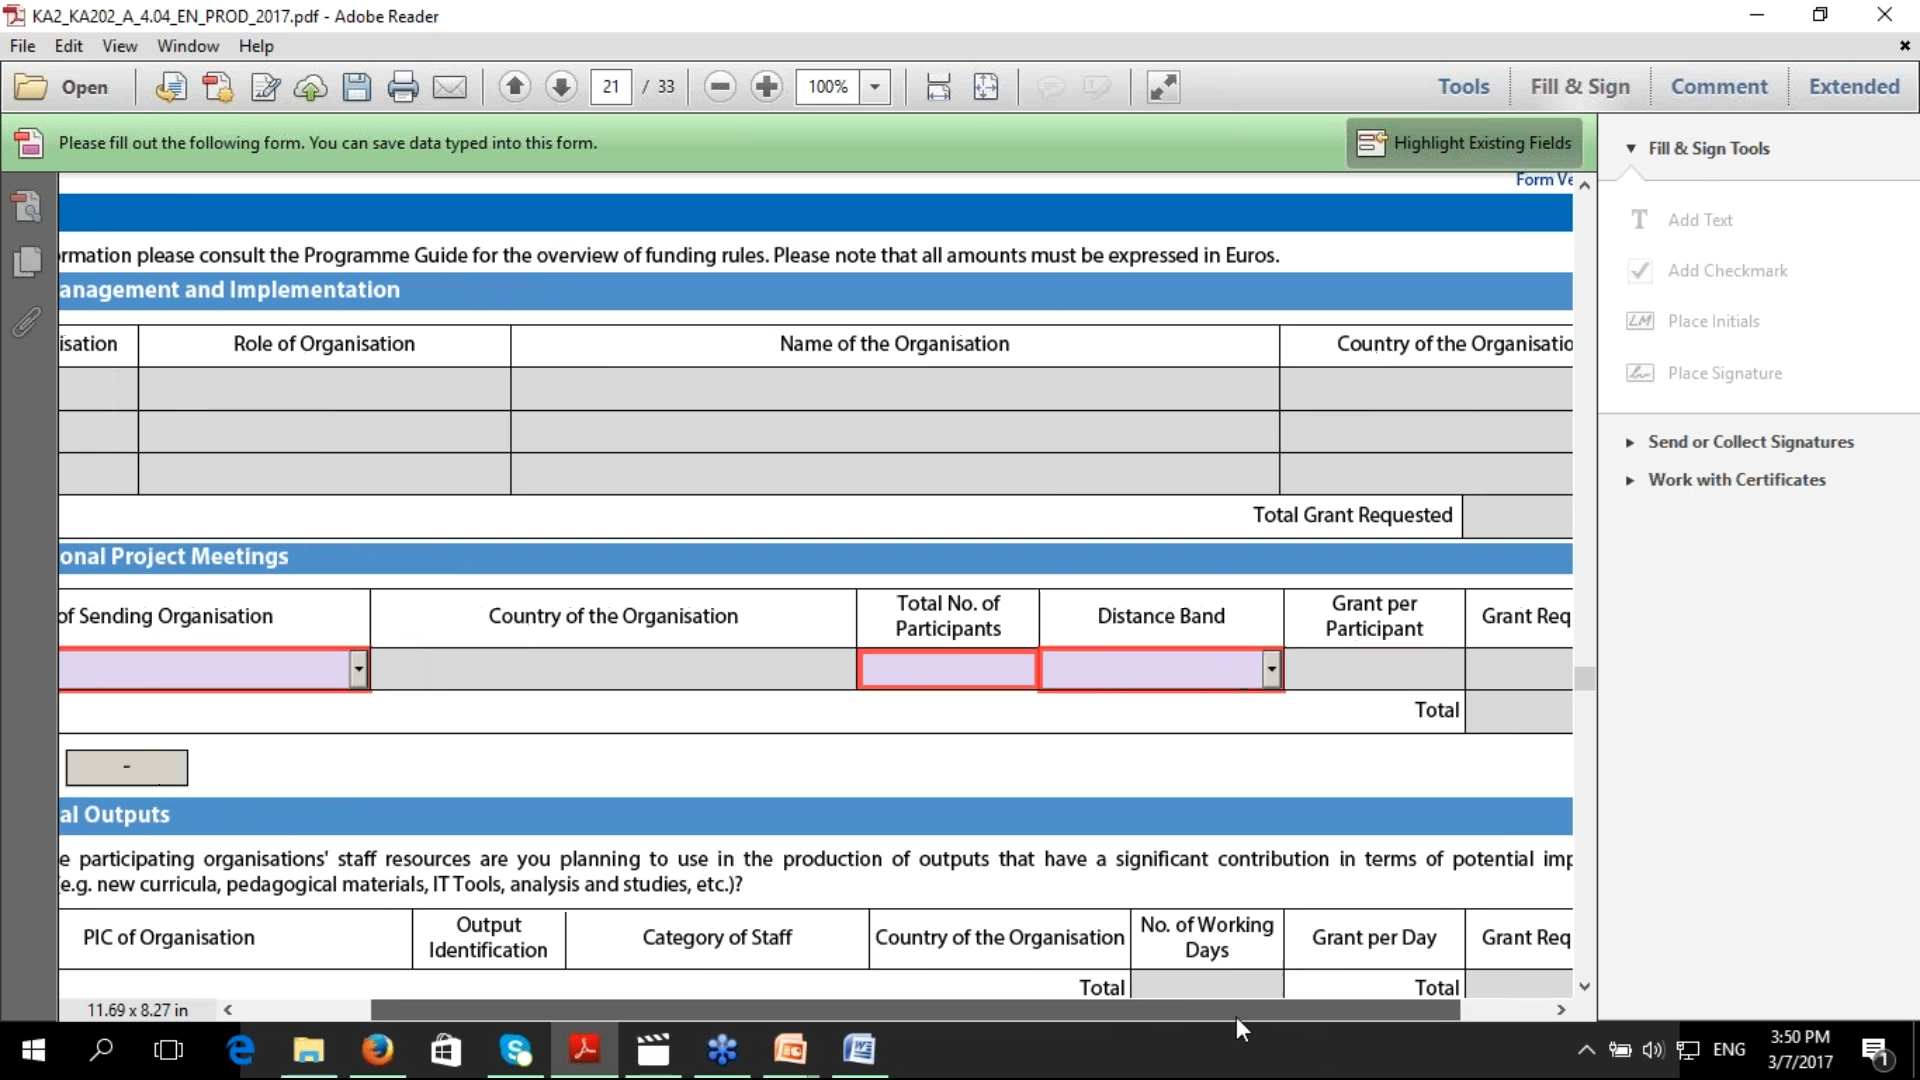 KA2_KA202_A_4.04_EN_PROD_2017.pdf - Adobe Reader
File Edit View Window Help
Open 21 / 33 100% Tools Fill & Sign Comment Extended
Please fill out the following form. You can save data typed into this form. Highlight Existing Fields
Fill & Sign Tools
Form Ve
Add Text
ormation please consult the Programme Guide for the overview of funding rules. Please note that all amounts must be expressed in Euros.
Add Checkmark
anagement and Implementation
LM Place Initials
isation Role of Organisation Name of the Organisation Country of the Organisatio
Place Signature
Send or Collect Signatures
Work with Certificates
Total Grant Requested
onal Project Meetings
of Sending Organisation Country of the Organisation Total No. of Participants Distance Band Grant per Participant Grant Req
Total
-
al Outputs
e participating organisations' staff resources are you planning to use in the production of outputs that have a significant contribution in terms of potential imp
(e.g. new curricula, pedagogical materials, IT Tools, analysis and studies, etc.)?
PIC of Organisation Output Identification Category of Staff Country of the Organisation No. of Working Days Grant per Day Grant Req
Total Total
11.69 x 8.27 in
ENG 3:50 PM
3/7/2017
1